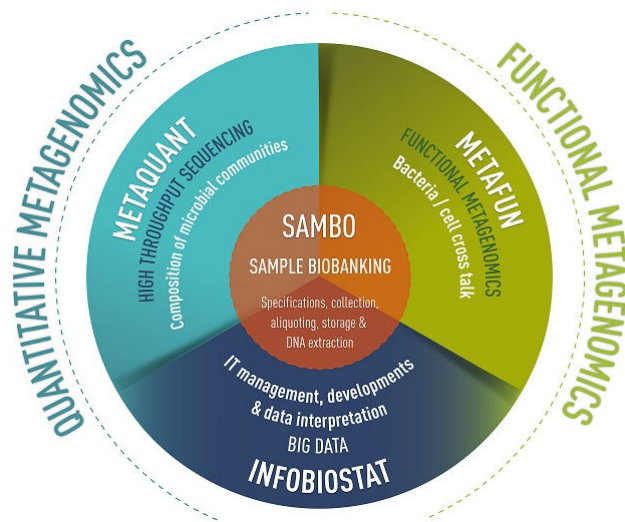 QUANTITATIVE METAGENOMICS
FUNCTIONAL METAGENOMICS
METAQUANT
HIGH THROUGHPUT SEQUENCING
Composition of microbial communities
METAFUN
FUNCTIONAL METAGENOMICS
Bacteria / cell cross talk
SAMBO
SAMPLE BIOBANKING
Specifications, collection,
aliquoting, storage &
DNA extraction
IT management, developments
& data interpretation
BIG DATA
INFOBIOSTAT